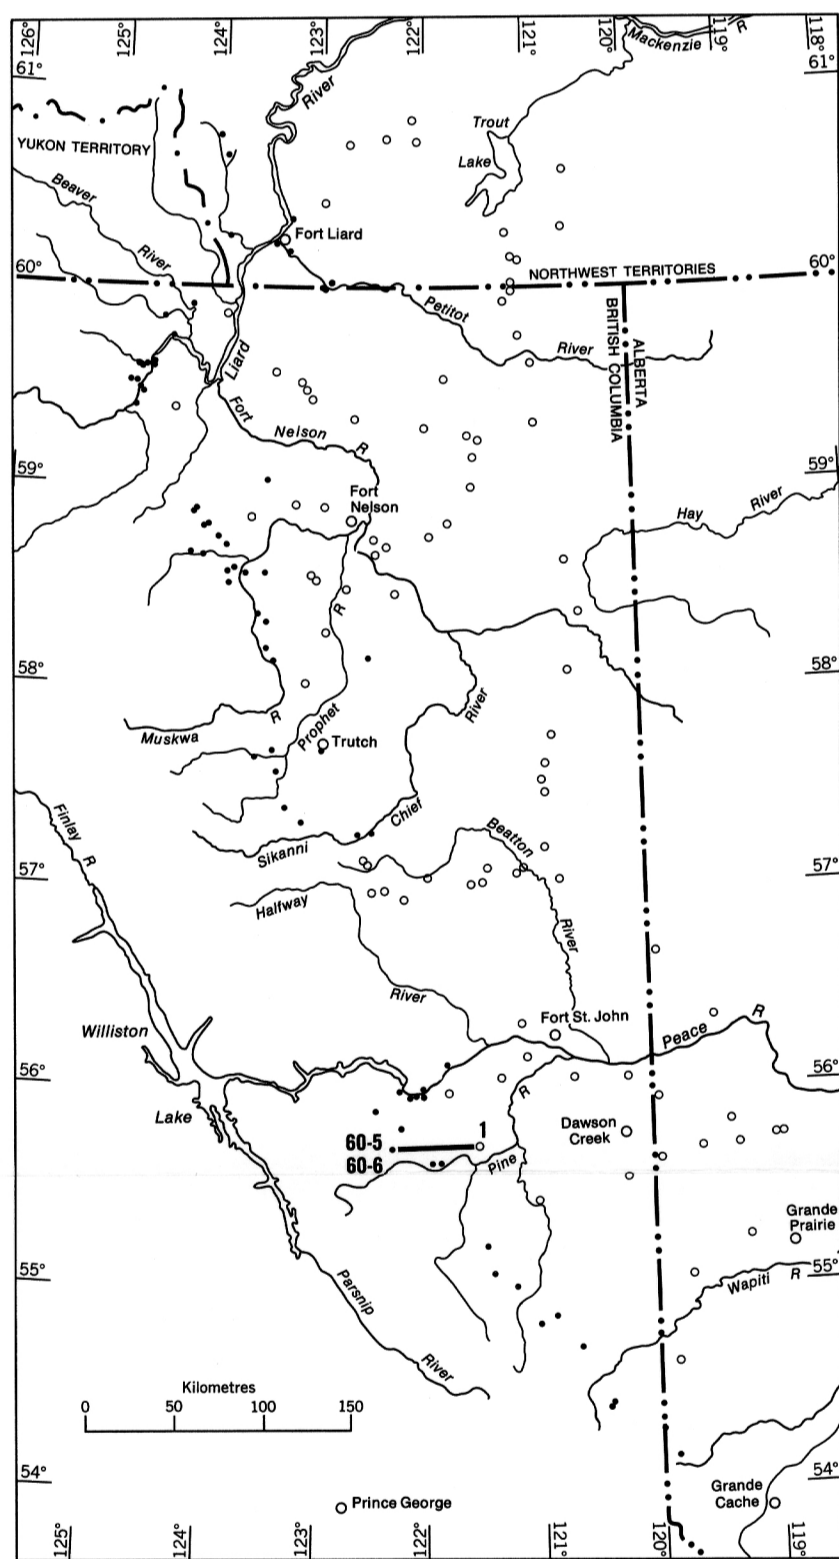 126°
125°
124°
123°
122°
121°
120°
119°
118°
Mackenzie R
61°
61°
River
Trout
Lake
YUKON TERRITORY
Beaver
River
Fort Liard
60°
NORTHWEST TERRITORIES
60°
Petitot
River
BRITISH COLUMBIA
ALBERTA
Liard
Fort
Nelson
R
59°
59°
Fort
Nelson
Hay
River
R
58°
58°
River
Muskwa
R
Prophet
Trutch
Finlay R
Chief
Sikanni
Beatton
57°
57°
Halfway
River
River
Fort St. John
Peace
R
Williston
56°
56°
Lake
R
Dawson
Creek
1
60-5
60-6
Pine
Grande
Prairie
55°
55°
Wapiti R
Parsnip
River
Kilometres
0 50 100 150
54°
54°
Grande
Cache
Prince George
125°
124°
123°
122°
121°
120°
119°